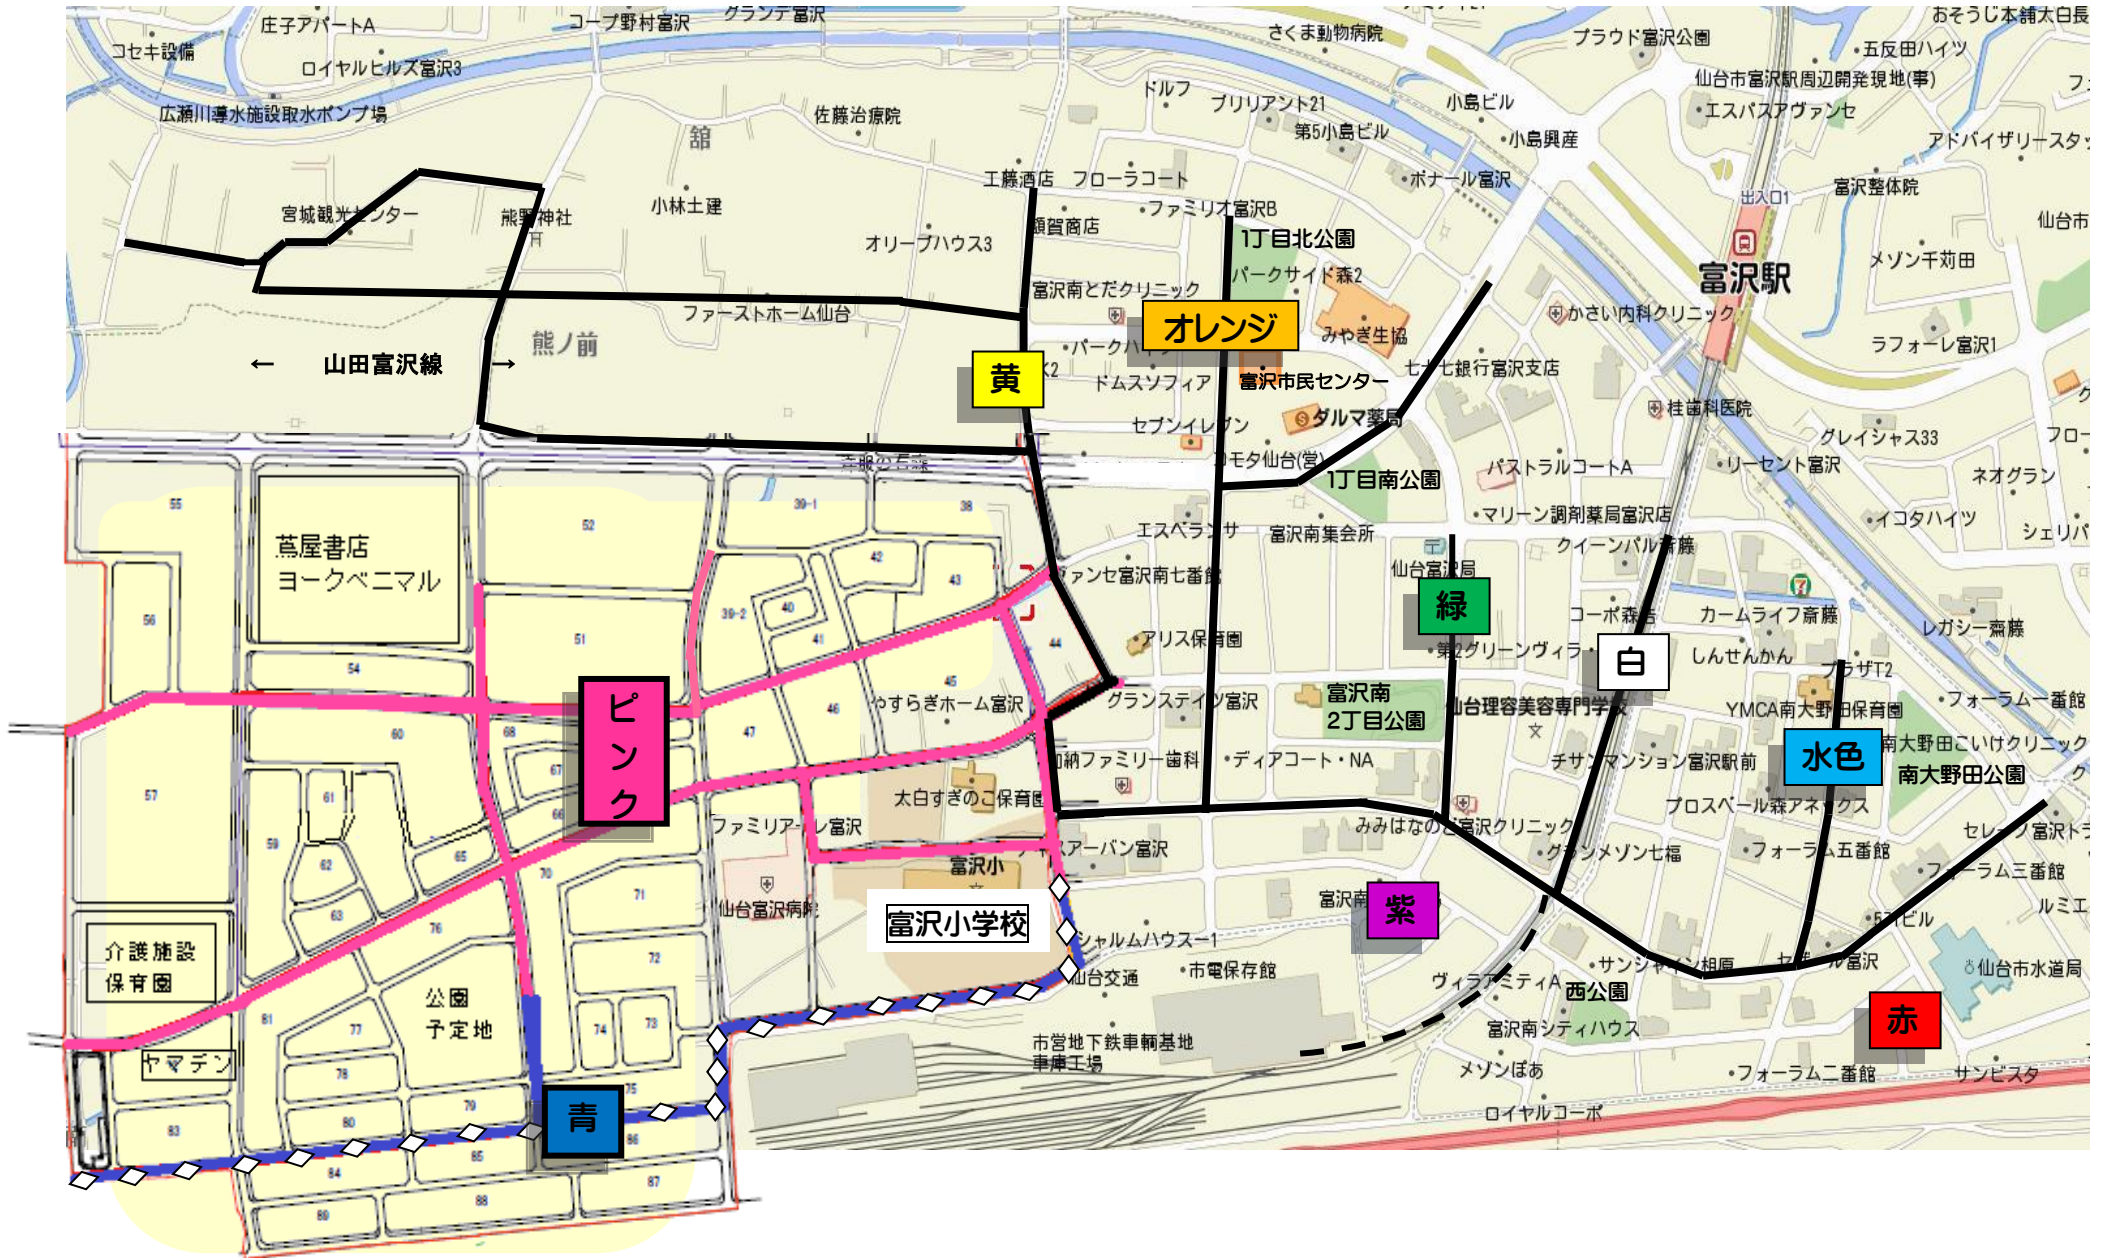 庄子アパートA
コープ野村富沢
グランデ富沢
さくま動物病院
プラウド富沢公園
おそうじ本舗太白長
コセキ設備
ロイヤルヒルズ富沢3
五反田ハイツ
仙台市富沢駅周辺開発現地(事)
広瀬川導水施設取水ポンプ場
佐藤治療院
ドルフ
ブリリアント21
小島ビル
エスパスアヴァンセ
舘
第5小島ビル
小島興産
アドバイザリースタッ
工藤酒店
フローラコート
ボナール富沢
出入口1
富沢整体院
宮城観光センター
熊野神社
小林土建
須賀商店
ファミリオ富沢B
仙台市
オリーブハウス3
1丁目北公園
メゾン千苅田
パークサイド森2
富沢駅
富沢南とだクリニック
ファーストホーム仙台
かさい内科クリニック
オレンジ
みやぎ生協
熊ノ前
← 山田富沢線 →
ラフォーレ富沢1
黄
ドムスソフィア
富沢市民センター
七十七銀行富沢支店
ダルマ薬局
桂歯科医院
セブンイレブン
グレイシャス33
フロー
パストラルコートA
リーセント富沢
1丁目南公園
ネオグラン
55
39-1
38
52
エスペランサ
富沢南集会所
マリーン調剤薬局富沢店
イコタハイツ
シェリバ
蔦屋書店
ヨークベニマル
42
43
クイーンパル斎藤
仙台富沢局
56
39-2
40
41
緑
カームライフ斎藤
レガシー斎藤
51
44
アリス保育園
第2グリーンヴィラ
白
しんせんかん
プラザT2
54
45
やすらぎホーム富沢
グランステイツ富沢
富沢南
2丁目公園
仙台理容美容専門学校
YMCA南大野田保育園
フォーラム一番館
ピンク
46
47
60
68
67
66
加納ファミリー歯科
ディアコート・NA
チサンマンション富沢駅前
水色
南大野田こいけクリニック
南大野田公園
57
61
太白すぎのこ保育園
プロスペール森アネックス
ファミリアーレ富沢
みみはなのど富沢クリニック
59
65
62
グランメゾン七福
フォーラム五番館
フォーラム三番館
70
71
富沢小
仙台富沢病院
富沢小学校
紫
ルミエ
63
76
介護施設
保育園
72
シャルムハウス-1
仙台交通
市電保存館
ヴィラアミティA
サンシャイン相原
西公園
仙台市水道局
公園
予定地
81
77
74
73
市営地下鉄車輌基地
車庫工場
富沢南シティハウス
赤
ヤマデン
78
75
メゾンぽあ
フォーラム二番館
サンビスタ
79
80
青
ロイヤルコーポ
83
86
84
85
87
88
89